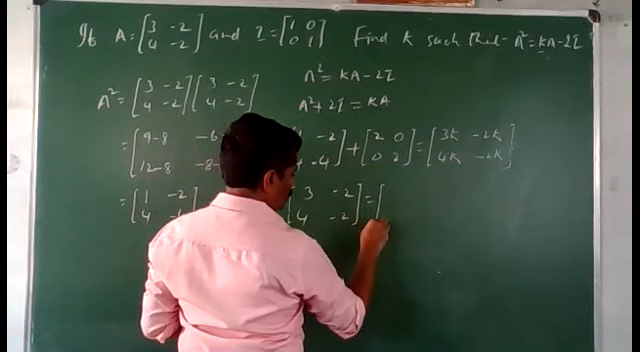 If A = [3 -2 4 -2] and I = [1 0 0 1] Find k such that A² = kA - 2I
A² = [3 -2 4 -2] [3 -2 4 -2]
A² = kA - 2I
A² + 2I = kA
= [9-8 -6 12-8 -8
-2 -4] + [2 0 0 2] = [3k -2k 4k -2k]
= [1 -2 4
[3 -2 4 -2] = [